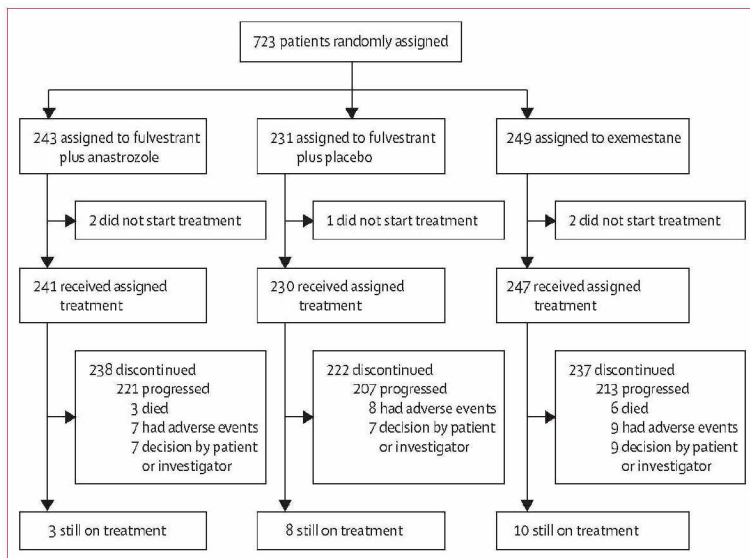 723 patients randomly assigned
243 assigned to fulvestrant
plus anastrozole
231 assigned to fulvestrant
plus placebo
249 assigned to exemestane
2 did not start treatment
1 did not start treatment
2 did not start treatment
241 received assigned
treatment
230 received assigned
treatment
247 received assigned
treatment
238 discontinued
221 progressed
3 died
7 had adverse events
7 decision by patient
or investigator
222 discontinued
207 progressed
8 had adverse events
7 decision by patient
or investigator
237 discontinued
213 progressed
6 died
9 had adverse events
9 decision by patient
or investigator
3 still on treatment
8 still on treatment
10 still on treatment